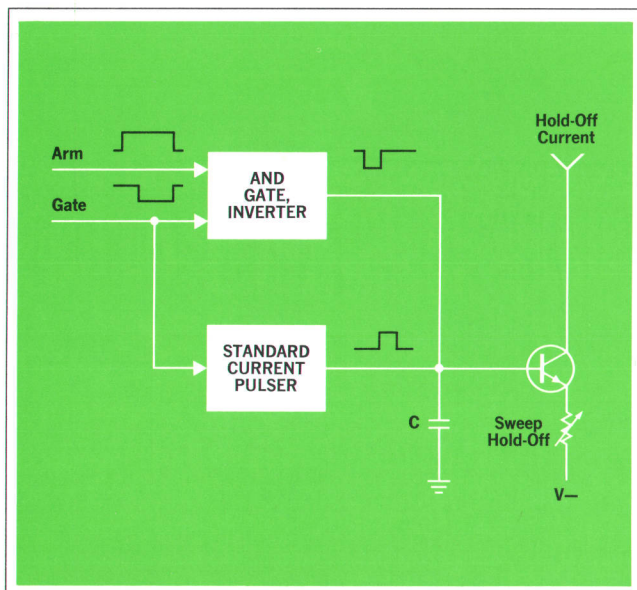 Arm
Gate
AND
GATE,
INVERTER
STANDARD
CURRENT
PULSER
C
Hold-Off
Current
Sweep
Hold-Off
V—